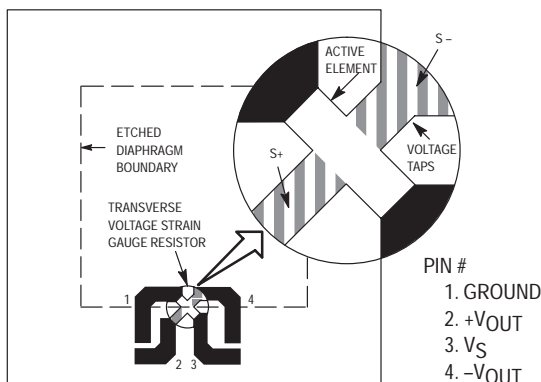 ACTIVE
ELEMENT
S –
ETCHED
DIAPHRAGM
BOUNDARY
S+
VOLTAGE
TAPS
TRANSVERSE
VOLTAGE STRAIN
GAUGE RESISTOR
1
4
2 3
PIN #
1. GROUND
2. +VOUT
3. VS
4. –VOUT